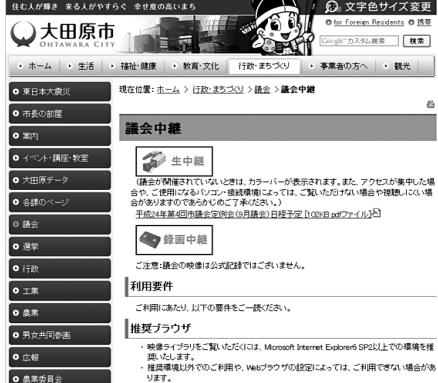 住む人が輝き 来る人がやすらぐ 幸せ度の高いまち
文字色サイズ変更
for Foreign Residents 携帯
大田原市
OHTAWARA CITY
Google カスタム検索 検索
ホーム 生活 福祉・健康 教育・文化 行政・まちづくり 事業者の方へ 観光
東日本大震災
市長の部屋
案内
イベント・講座・教室
大田原データ
各課のページ
議会
選挙
行政
工業
農業
男女共同参画
広報
農業委員会
現在位置: ホーム > 行政・まちづくり > 議会 > 議会中継
議会中継
生中継
(議会が開催されていないときは、カラーバーが表示されます。また、アクセスが集中した場
合や、ご使用になるパソコン・接続環境によっては、ご覧いただけない場合や視聴しにくい場
合がありますのであらかじめご了承ください。)
平成24年第4回市議会定例会(9月議会)日程予定 [102KB pdfファイル]
録画中継
ご注意:議会の映像は公式記録ではございません。
利用要件
ご利用にあたり、以下の要件をご一読ください。
推奨ブラウザ
・ 映像ライブラリをご覧いただくには、Microsoft Internet Explorer6 SP2以上での環境を推
奨いたします。
・ 推奨環境以外でのご利用や、Webブラウザの設定によっては、ご利用できない場合があ
ります。